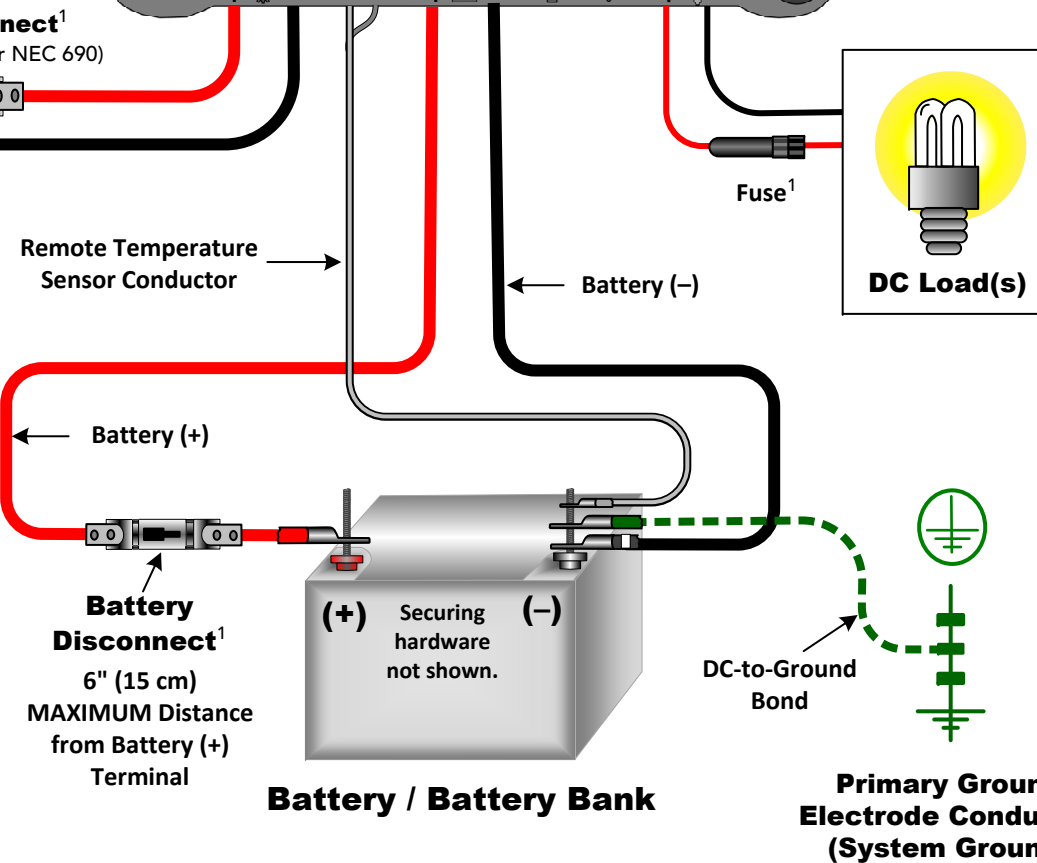 nnect¹
r NEC 690)
Fuse¹
Remote Temperature
Sensor Conductor
Battery (–)
DC Load(s)
Battery (+)
(+)
Securing
hardware
not shown.
(–)
Battery
Disconnect¹
6" (15 cm)
MAXIMUM Distance
from Battery (+)
Terminal
DC-to-Ground
Bond
Battery / Battery Bank
Primary Groun
Electrode Condu
(System Groun